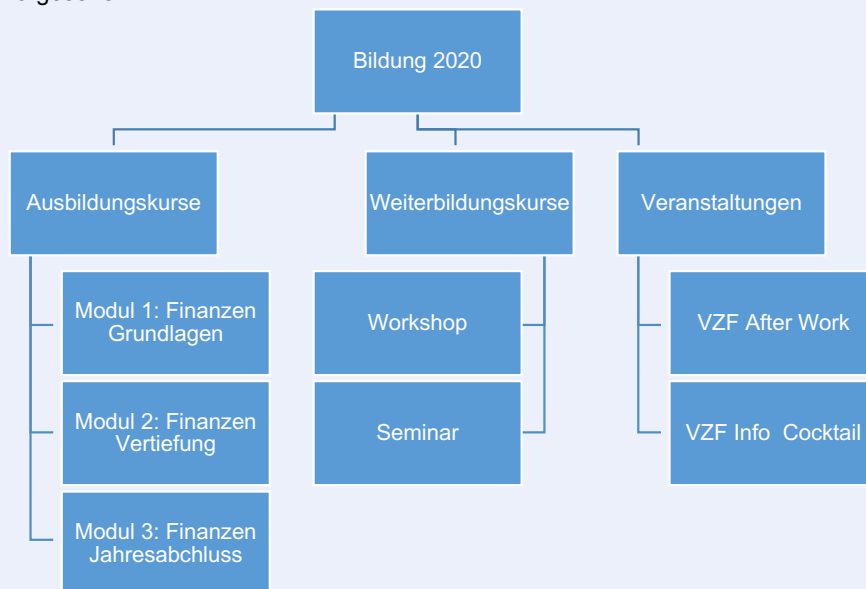 Bildung 2020
Ausbildungskurse
Weiterbildungskurse
Veranstaltungen
Modul 1: Finanzen
Grundlagen
Workshop
VZF After Work
Modul 2: Finanzen
Vertiefung
Seminar
VZF Info  Cocktail
Modul 3: Finanzen
Jahresabschluss